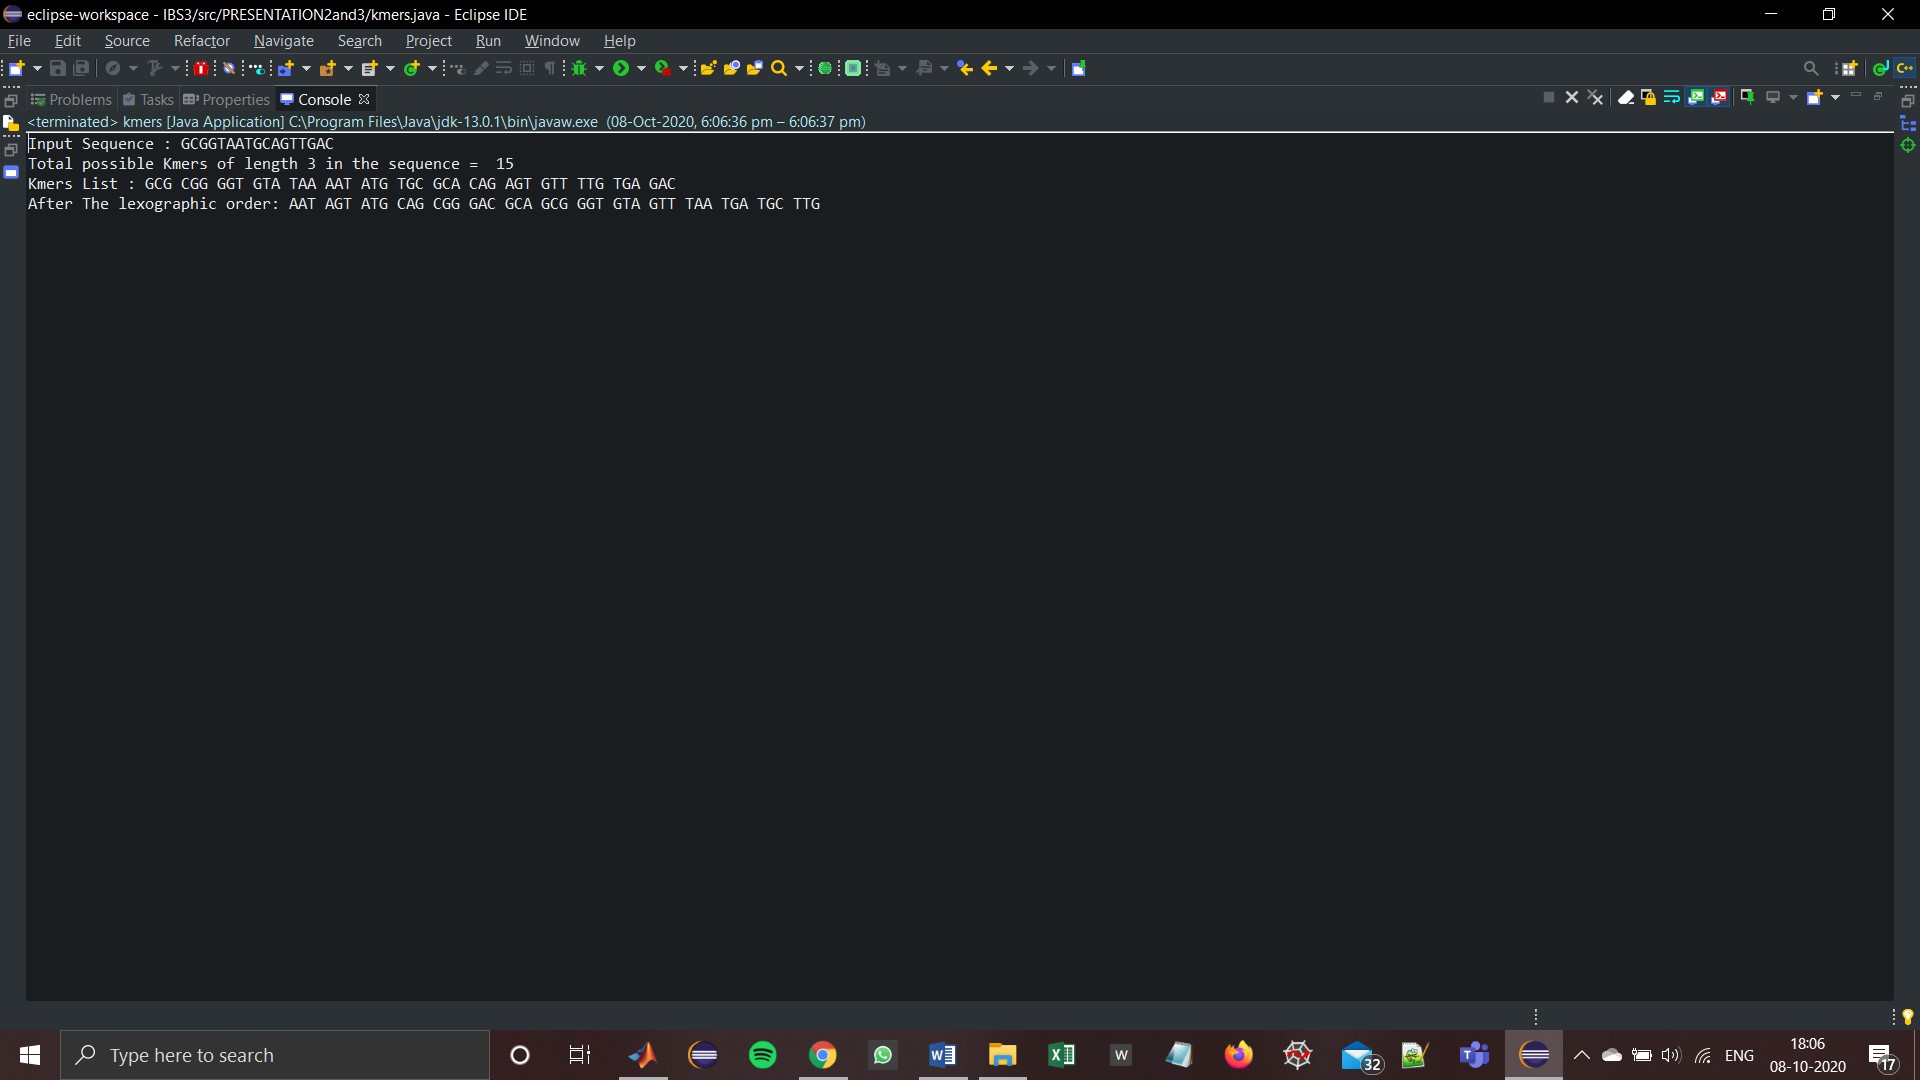 eclipse-workspace - IBS3/src/PRESENTATION2and3/kmers.java - Eclipse IDE
File Edit Source Refactor Navigate Search Project Run Window Help
Problems Tasks Properties Console
<terminated> kmers [Java Application] C:\Program Files\Java\jdk-13.0.1\bin\javaw.exe (08-Oct-2020, 6:06:36 pm – 6:06:37 pm)
Input Sequence : GCGGTAATGCAGTTGAC
Total possible Kmers of length 3 in the sequence = 15
Kmers List : GCG CGG GGT GTA TAA AAT ATG TGC GCA CAG AGT GTT TTG TGA GAC
After The lexographic order: AAT AGT ATG CAG CGG GAC GCA GCG GGT GTA GTT TAA TGA TGC TTG
Type here to search
32
ENG
18:06
08-10-2020
17